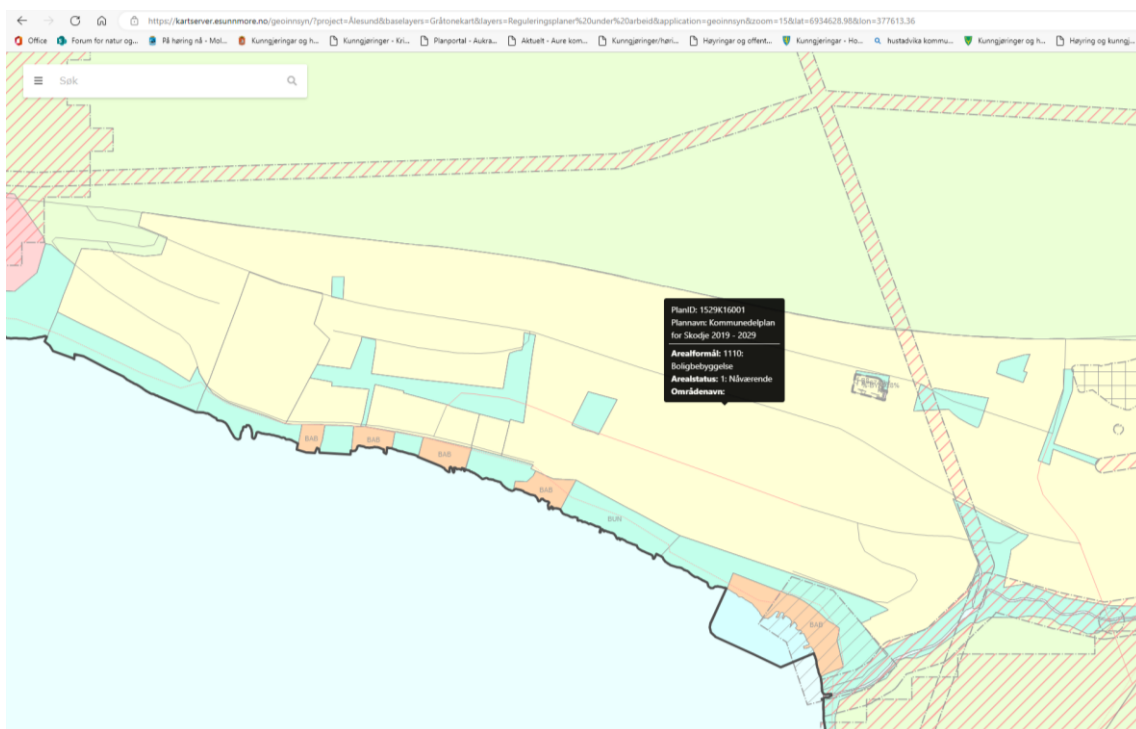 https://kartserver.esunnmore.no/geoinnsyn/?project=Ålesund&baselayers=Gråtonekart&layers=Reguleringsplaner%20under%20arbeid&application=geoinnsyn&zoom=15&lat=6934628.98&lon=377613.36
Office
Forum for natur og...
På høring nå - Mol...
Kunngjeringar og h...
Kunngjøringer - Kri...
Planportal - Aukra...
Aktuelt - Aure kom...
Kunngjøringer/høri...
Høyringar og offent...
Kunngjeringar - Ho...
hustadvika kommu...
Kunngjøringer og h...
Høyring og kunngj...
Søk
PlanID: 1529K16001
Plannavn: Kommunedelplan
for Skodje 2019 - 2029
Arealformål: 1110:
Boligbebyggelse
Arealstatus: 1: Nåværende
Områdenavn:
BAB
BAB
BAB
BAB
BUN
BAB